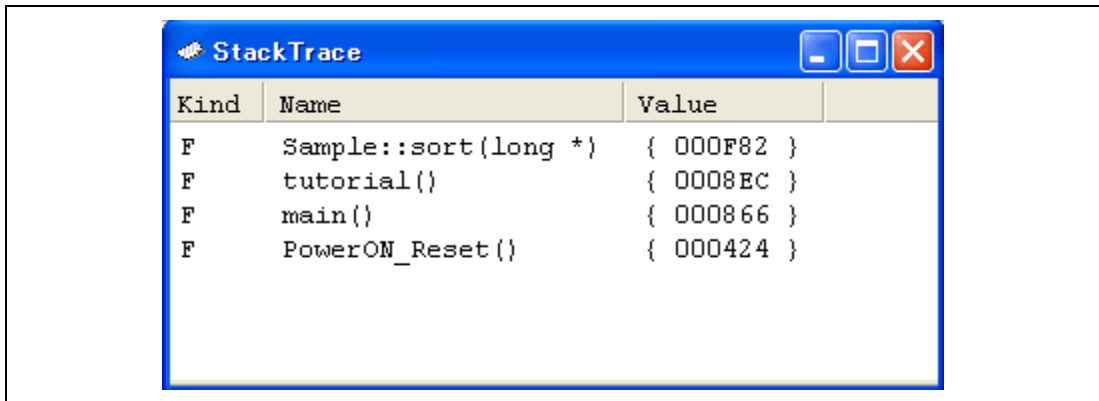 StackTrace
Kind Name Value
F Sample::sort(long *) { 000F82 }
F tutorial() { 0008EC }
F main() { 000866 }
F PowerON_Reset() { 000424 }